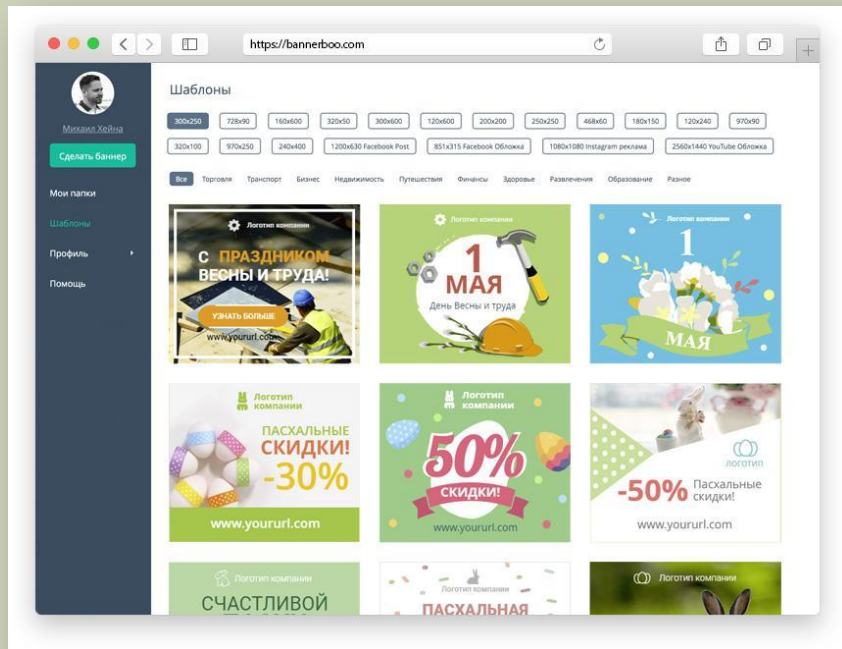 https://bannerboo.com
Михаил Хейна
Сделать баннер
Мои папки
Шаблоны
Профиль
Помощь
Шаблоны
300x250 728x90 160x600 320x50 300x600 120x600 200x200 250x250 468x60 180x150 120x240 970x90
320x100 970x250 240x400 1200x630 Facebook Post 851x315 Facebook Обложка 1080x1080 Instagram реклама 2560x1440 YouTube Обложка
Все Торговля Транспорт Бизнес Недвижимость Путешествия Финансы Здоровье Развлечения Образование Разное
Логотип компании
С ПРАЗДНИКОМ
ВЕСНЫ И ТРУДА!
УЗНАТЬ БОЛЬШЕ
www.yoururl.com
Логотип компании
1
МАЯ
День Весны и труда
Логотип компании
1
МАЯ
Логотип
компании
ПАСХАЛЬНЫЕ
СКИДКИ!
-30%
www.yoururl.com
Логотип
компании
50%
СКИДКИ!
www.yoururl.com
ЛОГОТИП
-50% Пасхальные
скидки!
www.yoururl.com
Логотип компании
СЧАСТЛИВОЙ
Логотип компании
ПАСХАЛЬНАЯ
Логотип компании